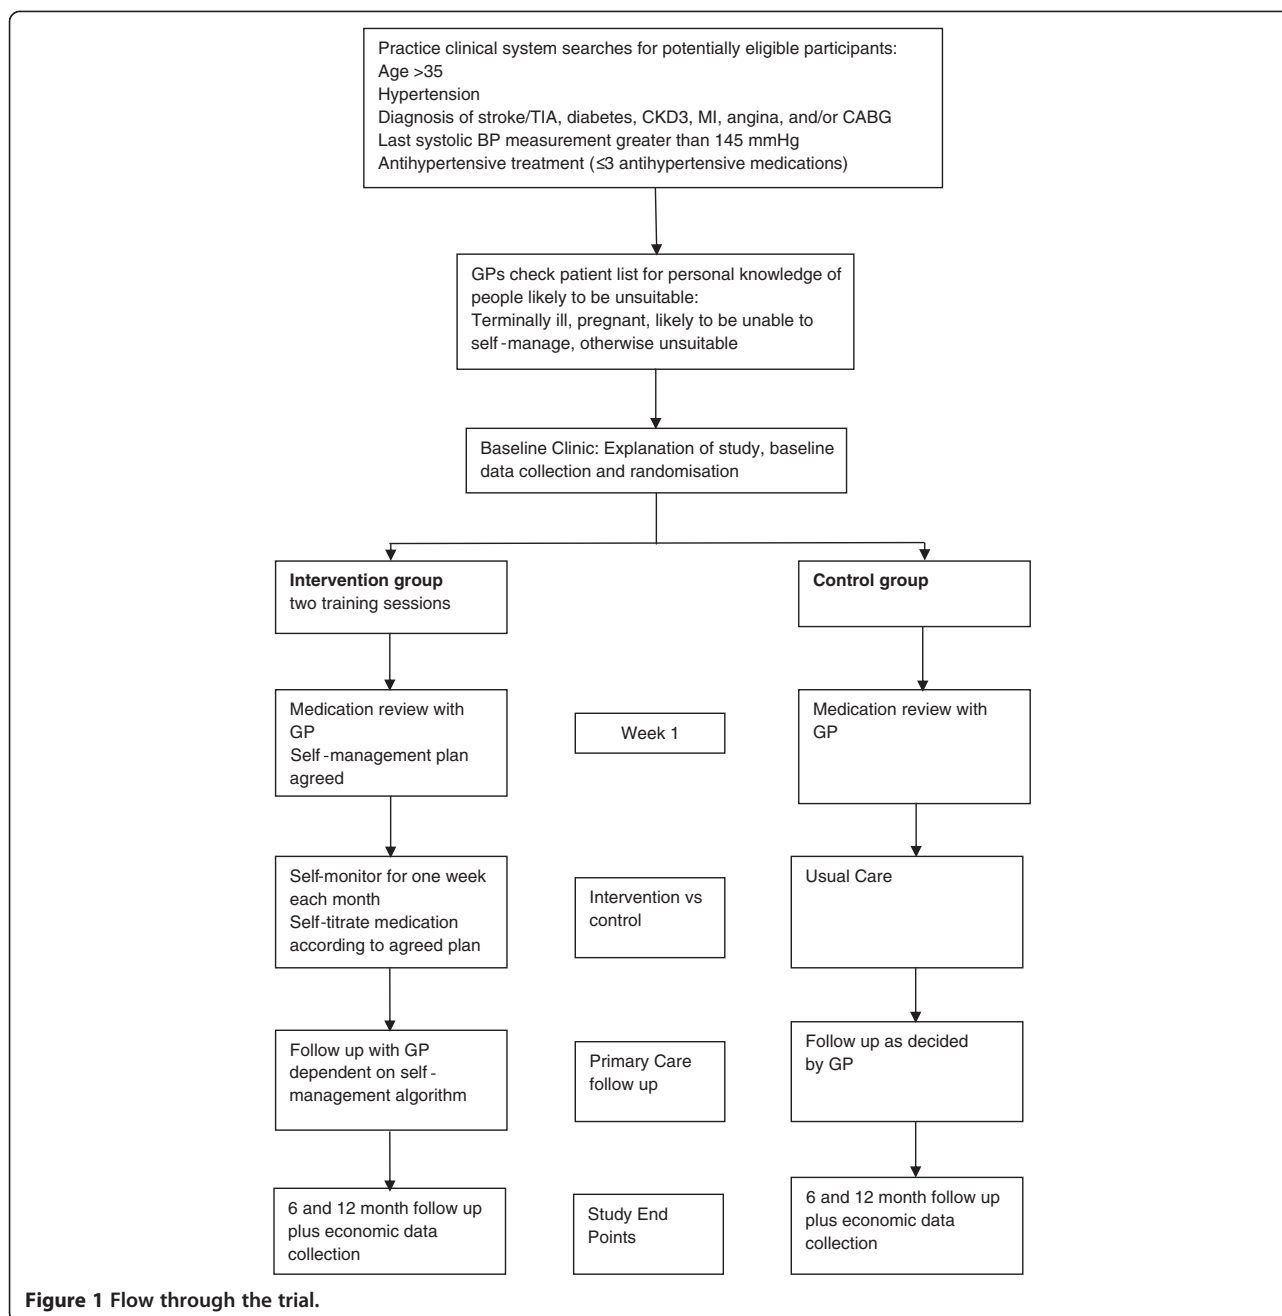 Practice clinical system searches for potentially eligible participants:
Age >35
Hypertension
Diagnosis of stroke/TIA, diabetes, CKD3, MI, angina, and/or CABG
Last systolic BP measurement greater than 145 mmHg
Antihypertensive treatment (≤3 antihypertensive medications)
GPs check patient list for personal knowledge of
people likely to be unsuitable:
Terminally ill, pregnant, likely to be unable to
self-manage, otherwise unsuitable
Baseline Clinic: Explanation of study, baseline
data collection and randomisation
Intervention group
two training sessions
Control group
Medication review with
GP
Self-management plan
agreed
Week 1
Medication review with
GP
Self-monitor for one week
each month
Self-titrate medication
according to agreed plan
Intervention vs
control
Usual Care
Follow up with GP
dependent on self-
management algorithm
Primary Care
follow up
Follow up as decided
by GP
6 and 12 month follow up
plus economic data
collection
Study End
Points
6 and 12 month follow up
plus economic data
collection
Figure 1 Flow through the trial.